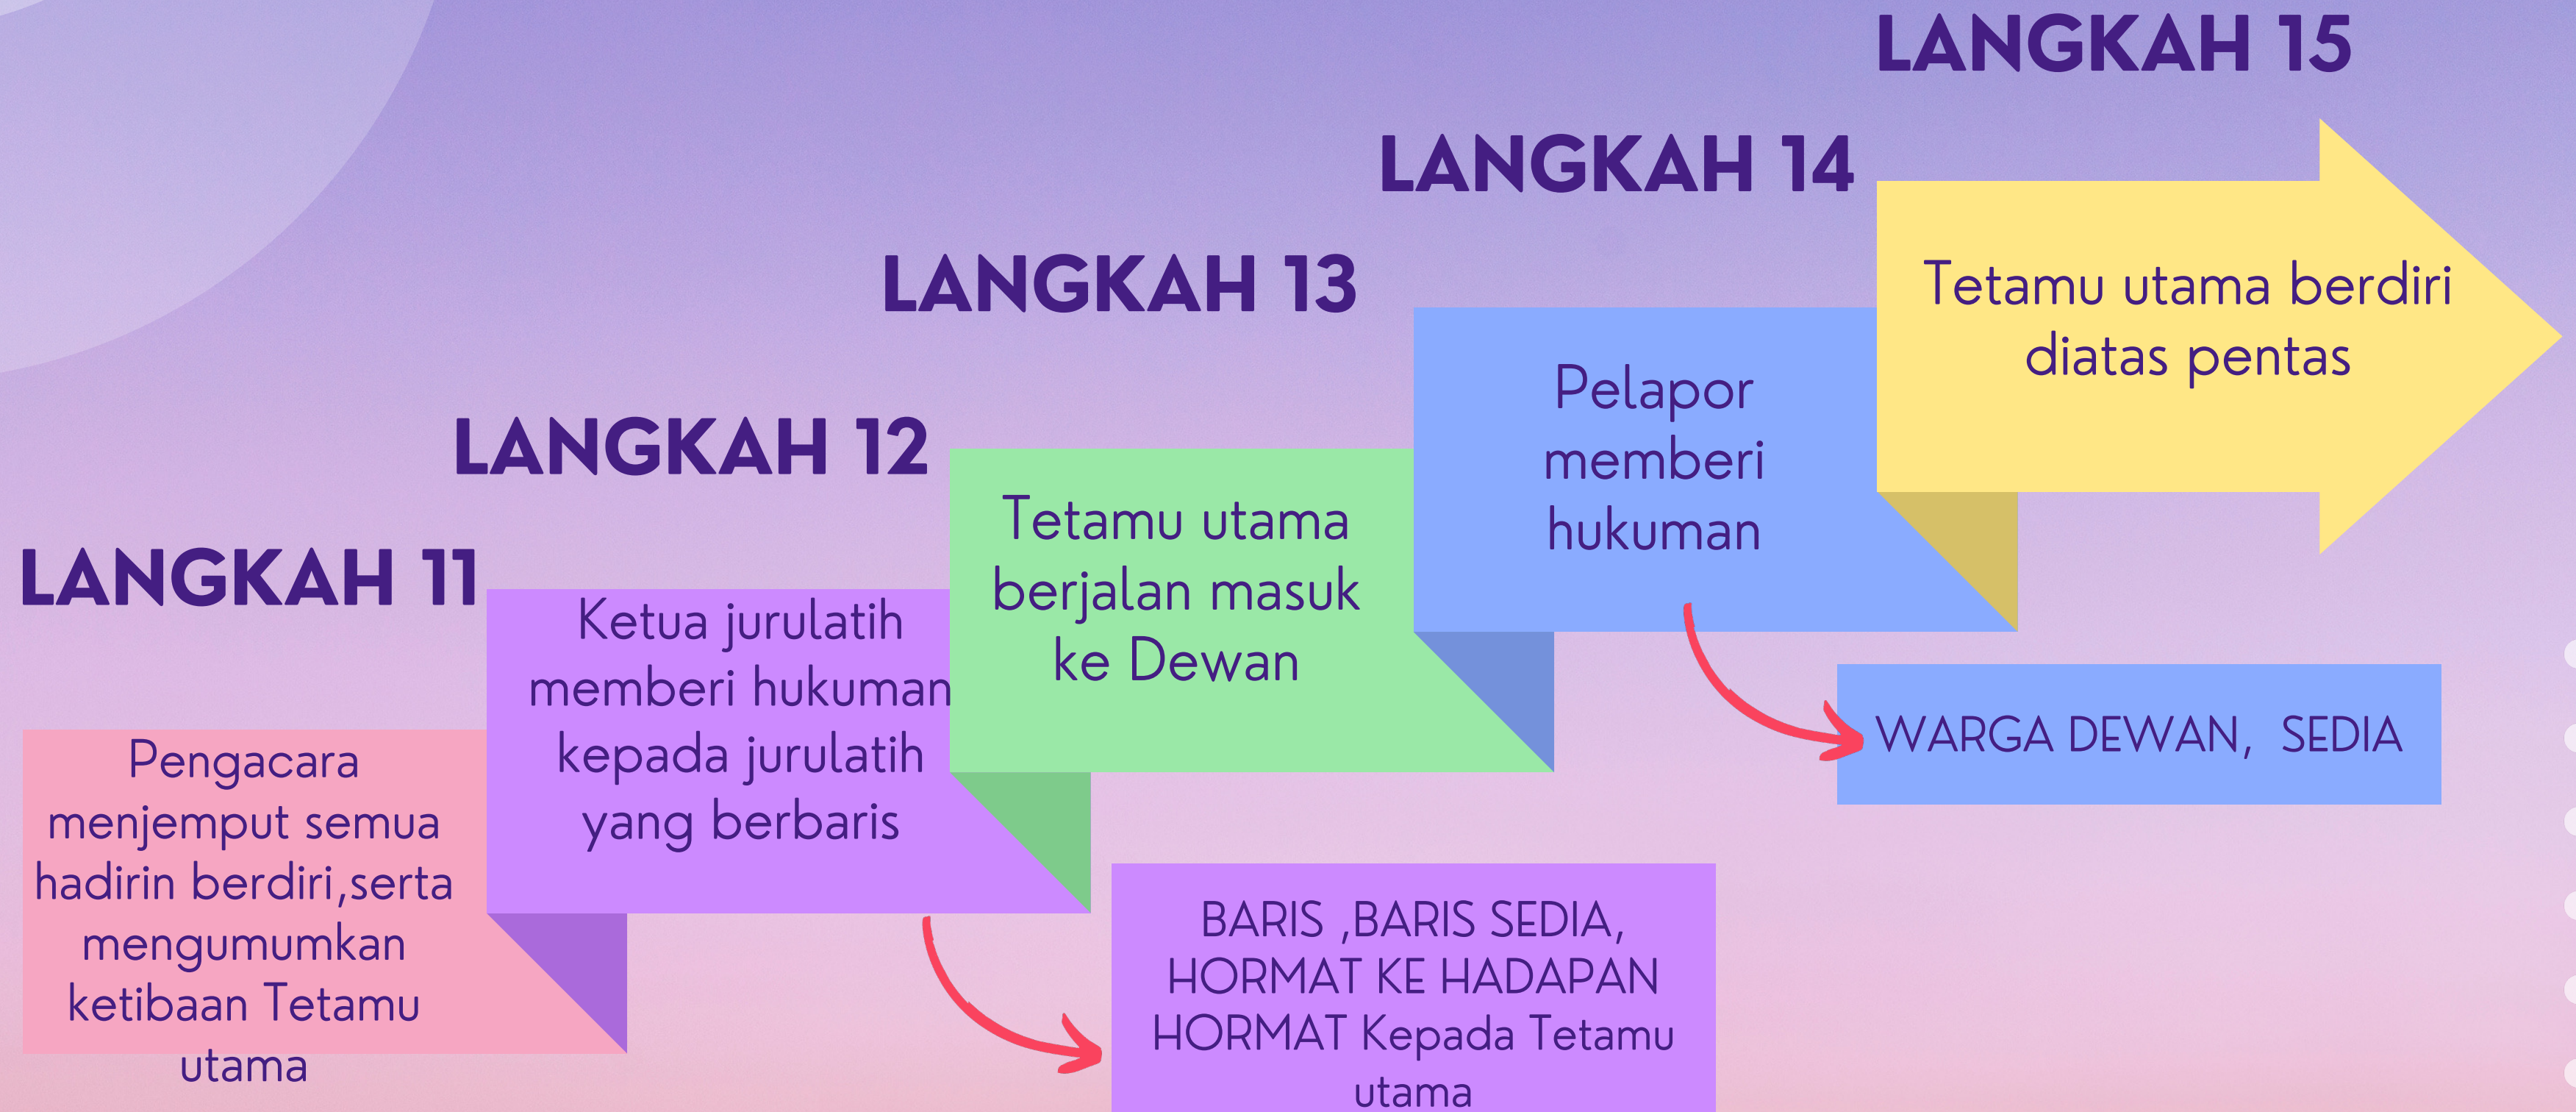 LANGKAH 11
Pengacara
menjemput semua
hadirin berdiri,serta
mengumumkan
ketibaan Tetamu
utama
LANGKAH 12
Ketua jurulatih
memberi hukuman
kepada jurulatih
yang berbaris
BARIS ,BARIS SEDIA,
HORMAT KE HADAPAN
HORMAT Kepada Tetamu
utama
LANGKAH 13
Tetamu utama
berjalan masuk
ke Dewan
LANGKAH 14
Pelapor
memberi
hukuman
WARGA DEWAN, SEDIA
LANGKAH 15
Tetamu utama berdiri
diatas pentas